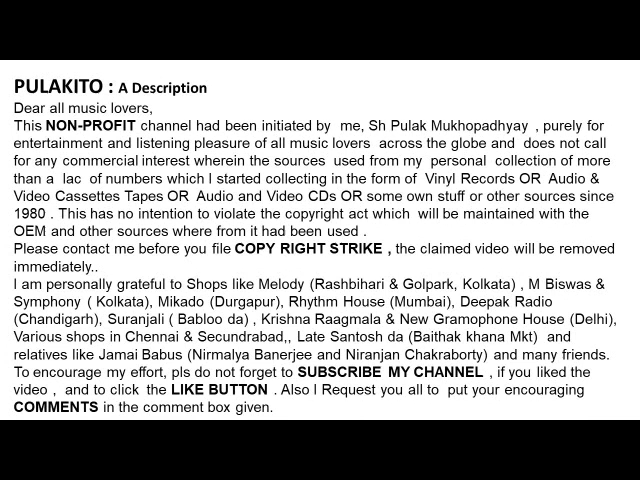 PULAKITO : A Description
Dear all music lovers,
This NON-PROFIT channel had been initiated by me, Sh Pulak Mukhopadhyay , purely for
entertainment and listening pleasure of all music lovers across the globe and does not call
for any commercial interest wherein the sources used from my personal collection of more
than a lac of numbers which I started collecting in the form of Vinyl Records OR Audio &
Video Cassettes Tapes OR Audio and Video CDs OR some own stuff or other sources since
1980 . This has no intention to violate the copyright act which will be maintained with the
OEM and other sources where from it had been used .
Please contact me before you file COPY RIGHT STRIKE , the claimed video will be removed
immediately..
I am personally grateful to Shops like Melody (Rashbihari & Golpark, Kolkata) , M Biswas &
Symphony ( Kolkata), Mikado (Durgapur), Rhythm House (Mumbai), Deepak Radio
(Chandigarh), Suranjali ( Babloo da) , Krishna Raagmala & New Gramophone House (Delhi),
Various shops in Chennai & Secundrabad,, Late Santosh da (Baithak khana Mkt) and
relatives like Jamai Babus (Nirmalya Banerjee and Niranjan Chakraborty) and many friends.
To encourage my effort, pls do not forget to SUBSCRIBE MY CHANNEL , if you liked the
video , and to click the LIKE BUTTON . Also I Request you all to put your encouraging
COMMENTS in the comment box given.